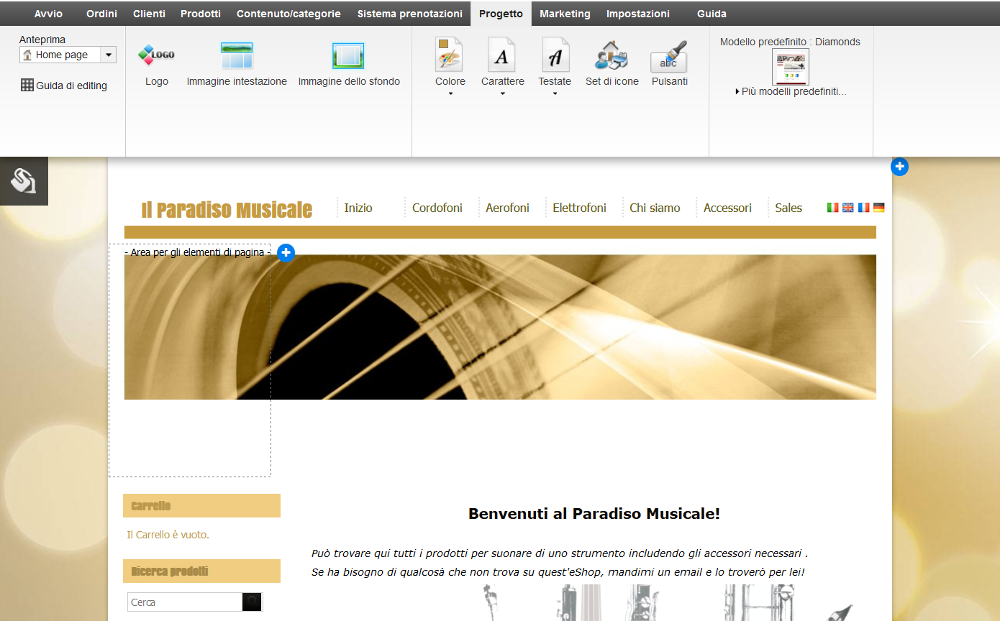 Avvio Ordini Clienti Prodotti Contenuto/categorie Sistema prenotazioni Progetto Marketing Impostazioni Guida
Anteprima
Home page
Guida di editing
LOGO
Logo
Immagine intestazione
Immagine dello sfondo
A
A
abc
Colore
Carattere
Testate
Set di icone
Pulsanti
Modello predefinito : Diamonds
Più modelli predefiniti...
Il Paradiso Musicale
Inizio Cordofoni Aerofoni Elettrofoni Chi siamo Accessori Sales
- Area per gli elementi di pagina -
Carrello
Il Carrello è vuoto.
Ricerca prodotti
Cerca
Benvenuti al Paradiso Musicale!
Può trovare qui tutti i prodotti per suonare di uno strumento includendo gli accessori necessari .
Se ha bisogno di qualcosà che non trova su quest'eShop, mandimi un email e lo troverò per lei!